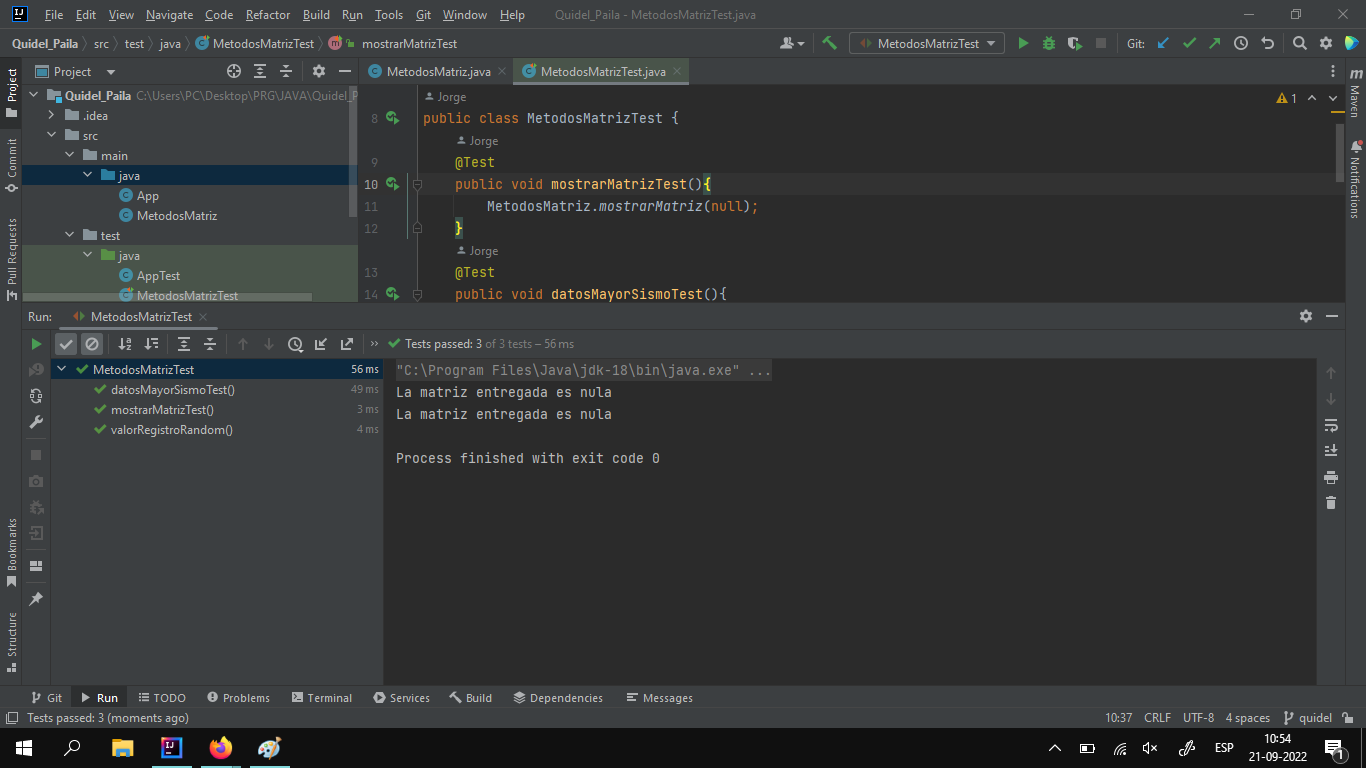 File Edit View Navigate Code Refactor Build Run Tools Git Window Help Quidel_Paila - MetodosMatrizTest.java
Quidel_Paila src test java MetodosMatrizTest m mostrarMatrizTest MetodosMatrizTest Git:
Project
Project
Commit
Pull Requests
Bookmarks
Structure
Quidel_Paila C:\Users\PC\Desktop\PRG\JAVA\Quidel_P
.idea
src
main
java
App
MetodosMatriz
test
java
AppTest
MetodosMatrizTest
MetodosMatriz.java MetodosMatrizTest.java
Jorge
8 public class MetodosMatrizTest {
Jorge
9 @Test
10 public void mostrarMatrizTest(){
11 MetodosMatriz.mostrarMatriz(null);
12 }
Jorge
13 @Test
14 public void datosMayorSismoTest(){
1
m
Maven
Notifications
Run: MetodosMatrizTest
Tests passed: 3 of 3 tests – 56 ms
MetodosMatrizTest 56 ms
datosMayorSismoTest() 49 ms
mostrarMatrizTest() 3 ms
valorRegistroRandom() 4 ms
"C:\Program Files\Java\jdk-18\bin\java.exe" ...
La matriz entregada es nula
La matriz entregada es nula
Process finished with exit code 0
Git Run TODO Problems Terminal Services Build Dependencies Messages
Tests passed: 3 (moments ago) 10:37 CRLF UTF-8 4 spaces quidel
ESP
10:54
21-09-2022
1